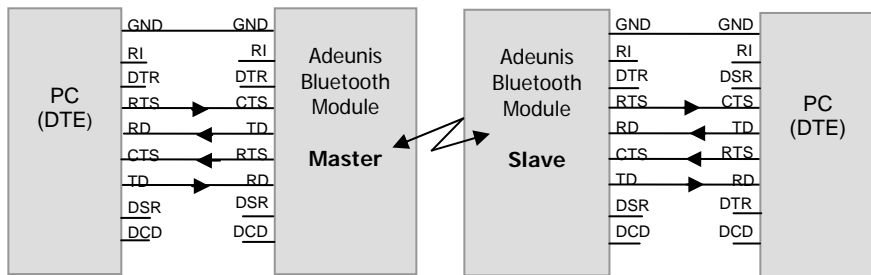 GND GND GND GND
RI RI RI RI
DTR DTR DTR DSR
RTS CTS RTS CTS
RD TD RD TD
CTS RTS CTS RTS
TD RD TD RD
DSR DSR DSR DTR
DCD DCD DCD DCD
PC
(DTE)
Adeunis
Bluetooth
Module
Master
Adeunis
Bluetooth
Module
Slave
PC
(DTE)